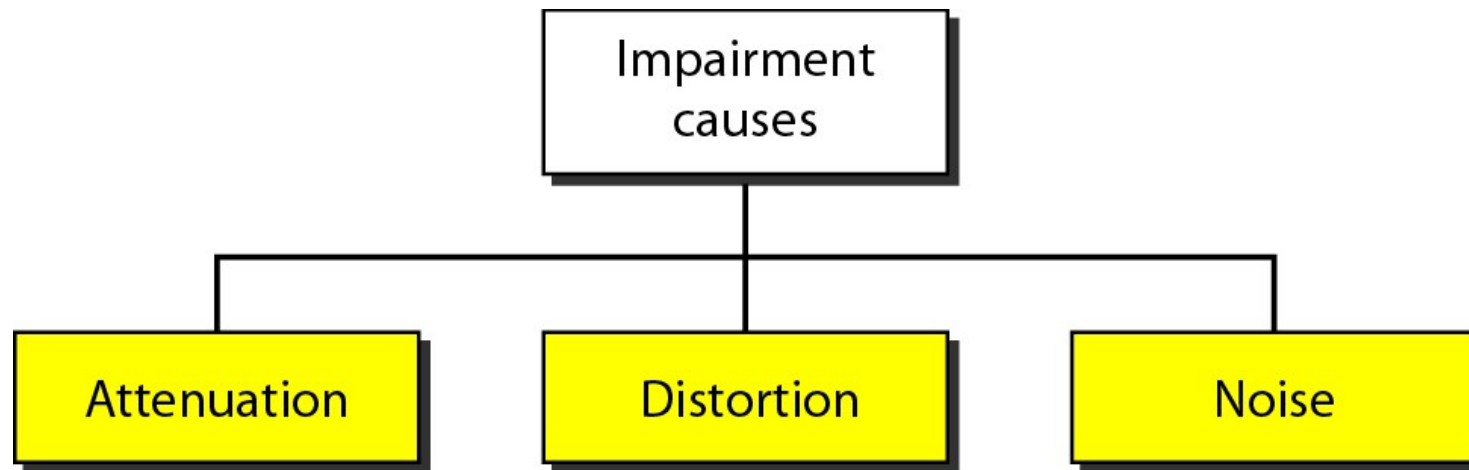 Impairment
causes
Attenuation
Distortion
Noise